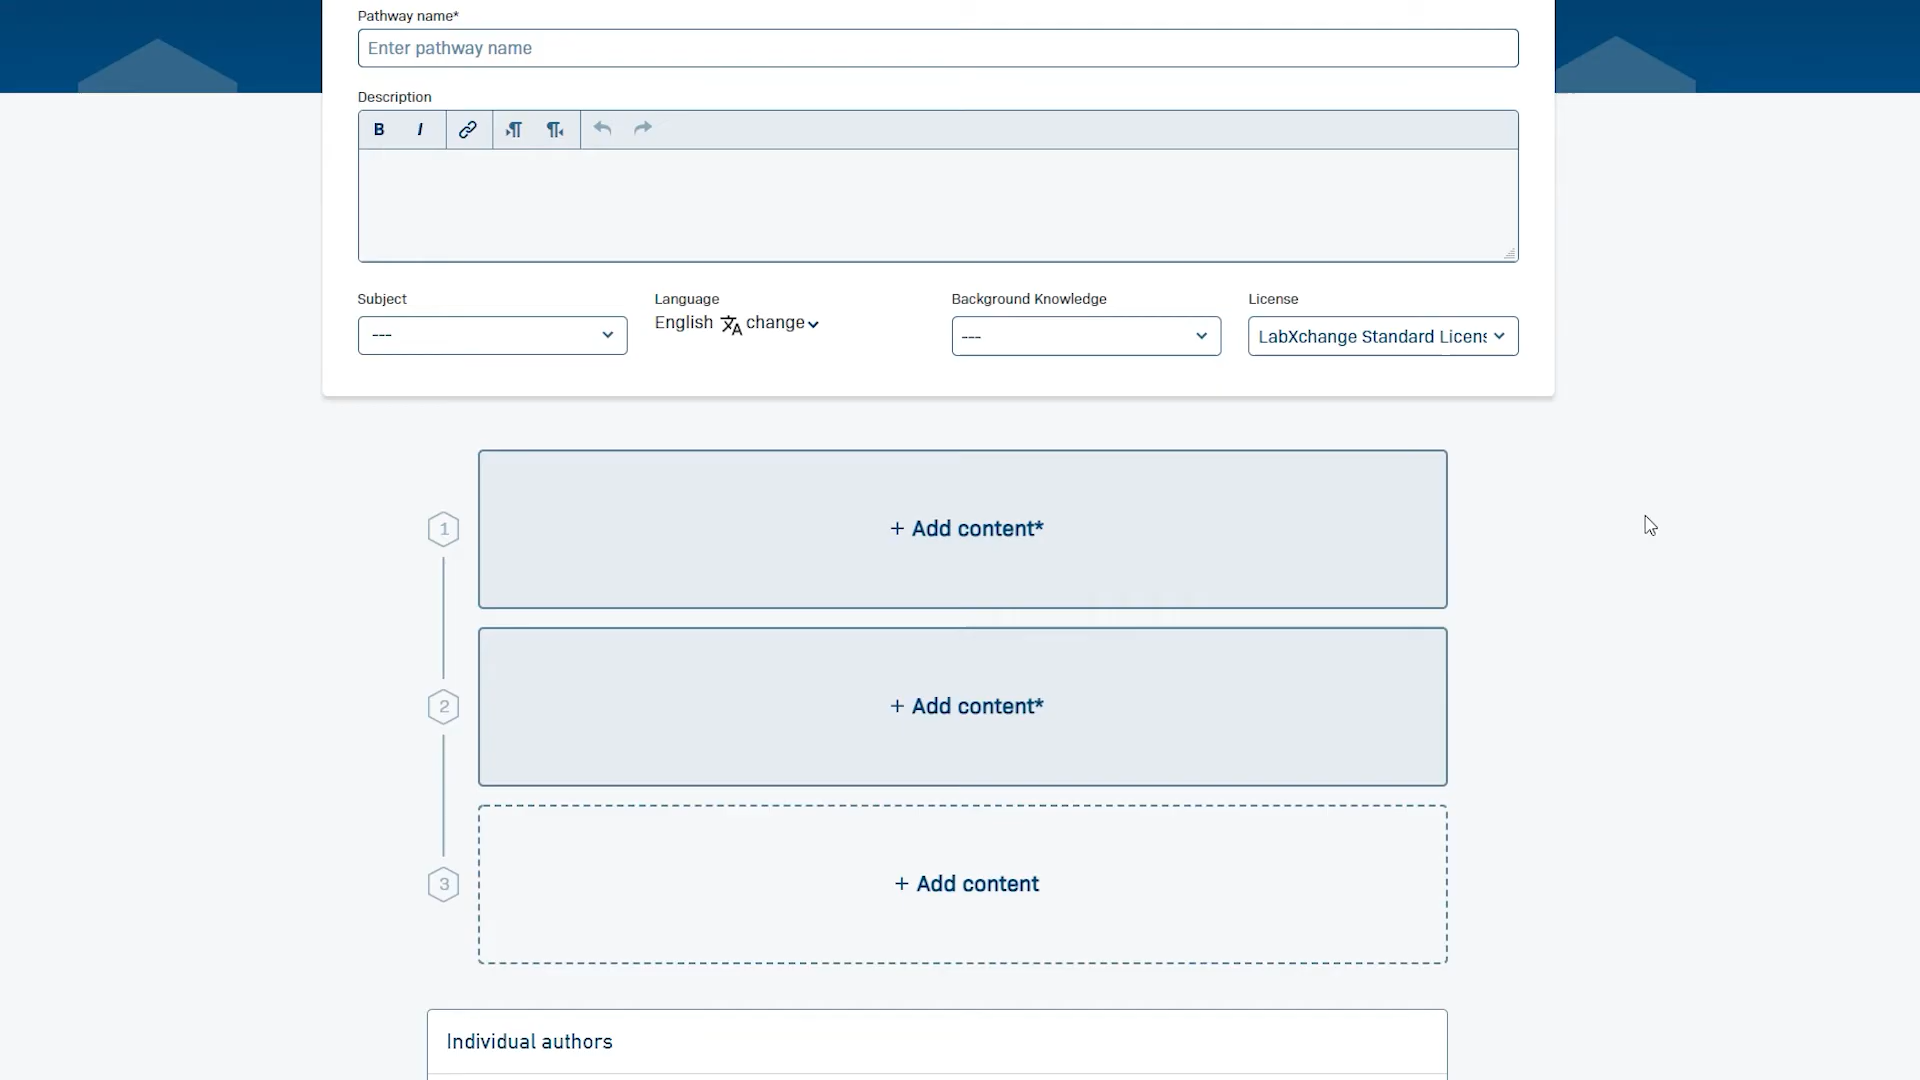 Pathway name*
Enter pathway name
Description
B I
Subject Language Background Knowledge License
--- English change --- LabXchange Standard Licens
1 + Add content*
2 + Add content*
3 + Add content
Individual authors